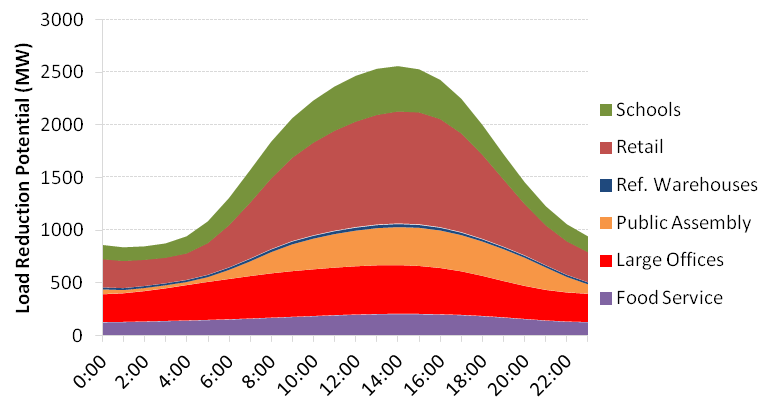 Load Reduction Potential (MW)
3000
2500
2000
1500
1000
500
0
0:00
2:00
4:00
6:00
8:00
10:00
12:00
14:00
16:00
18:00
20:00
22:00
Schools
Retail
Ref. Warehouses
Public Assembly
Large Offices
Food Service